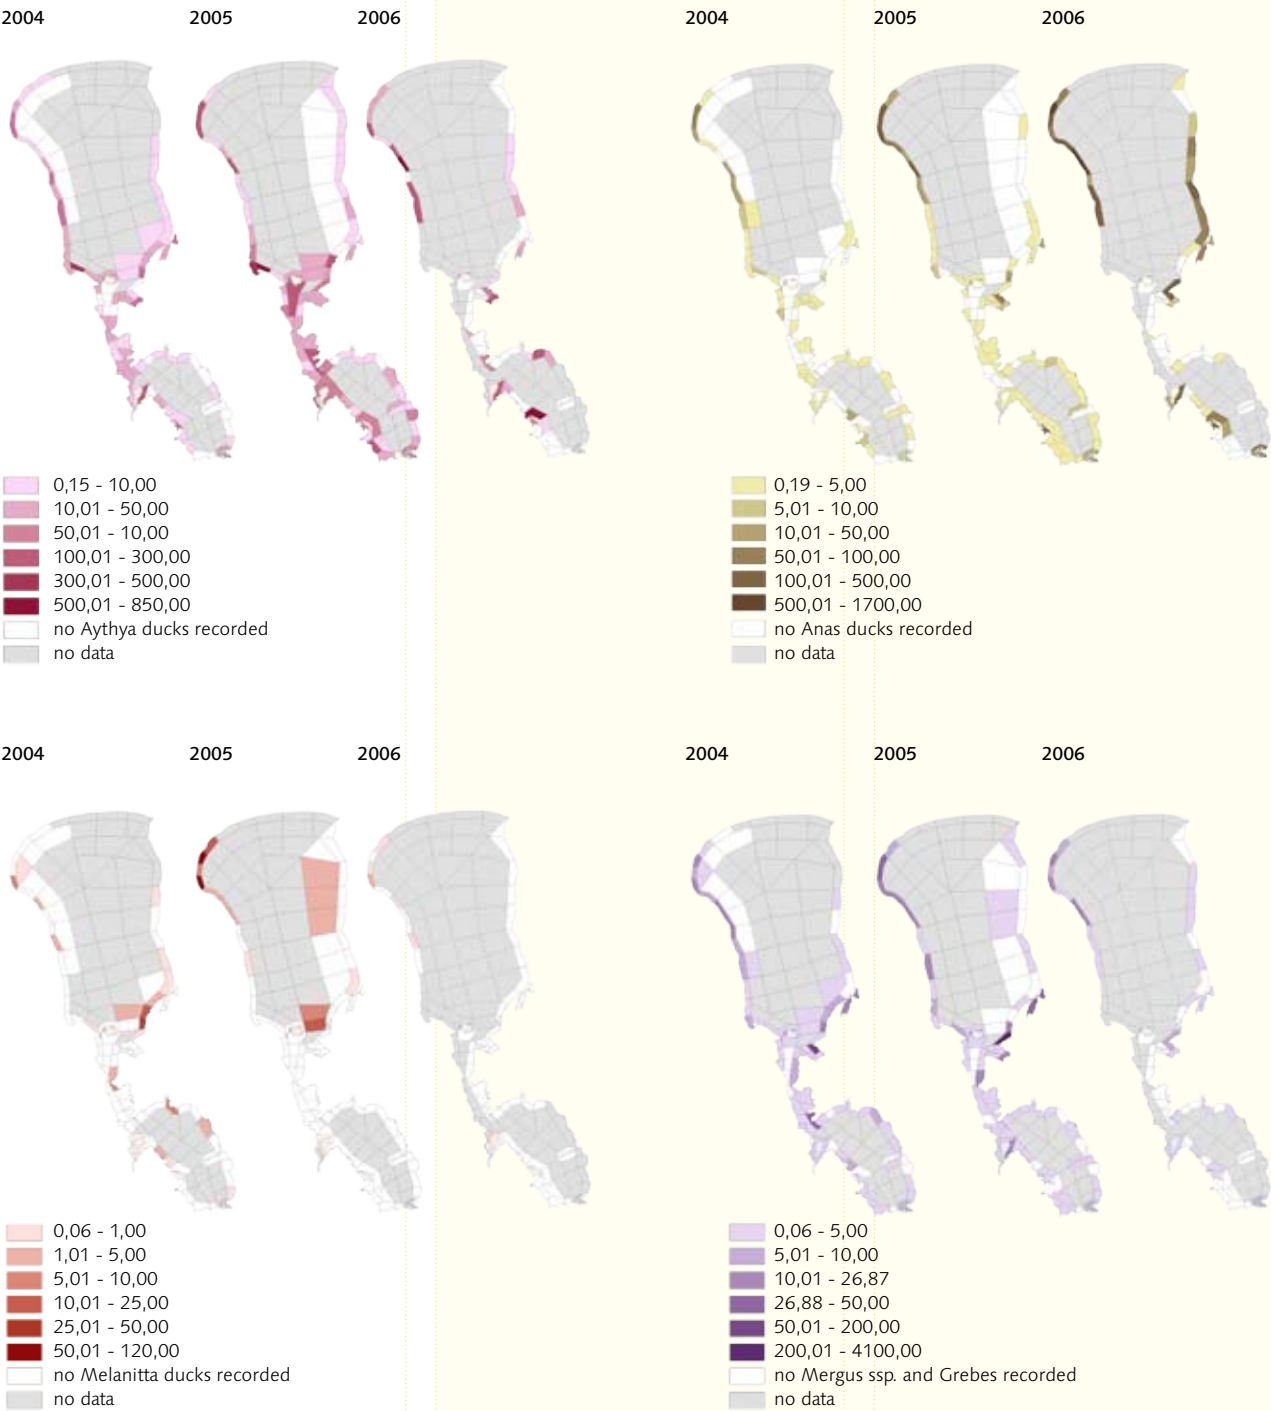 2004 2005 2006
2004 2005 2006
0,15 - 10,00
10,01 - 50,00
50,01 - 10,00
100,01 - 300,00
300,01 - 500,00
500,01 - 850,00
no Aythya ducks recorded
no data
0,19 - 5,00
5,01 - 10,00
10,01 - 50,00
50,01 - 100,00
100,01 - 500,00
500,01 - 1700,00
no Anas ducks recorded
no data
2004 2005 2006
2004 2005 2006
0,06 - 1,00
1,01 - 5,00
5,01 - 10,00
10,01 - 25,00
25,01 - 50,00
50,01 - 120,00
no Melanitta ducks recorded
no data
0,06 - 5,00
5,01 - 10,00
10,01 - 26,87
26,88 - 50,00
50,01 - 200,00
200,01 - 4100,00
no Mergus ssp. and Grebes recorded
no data